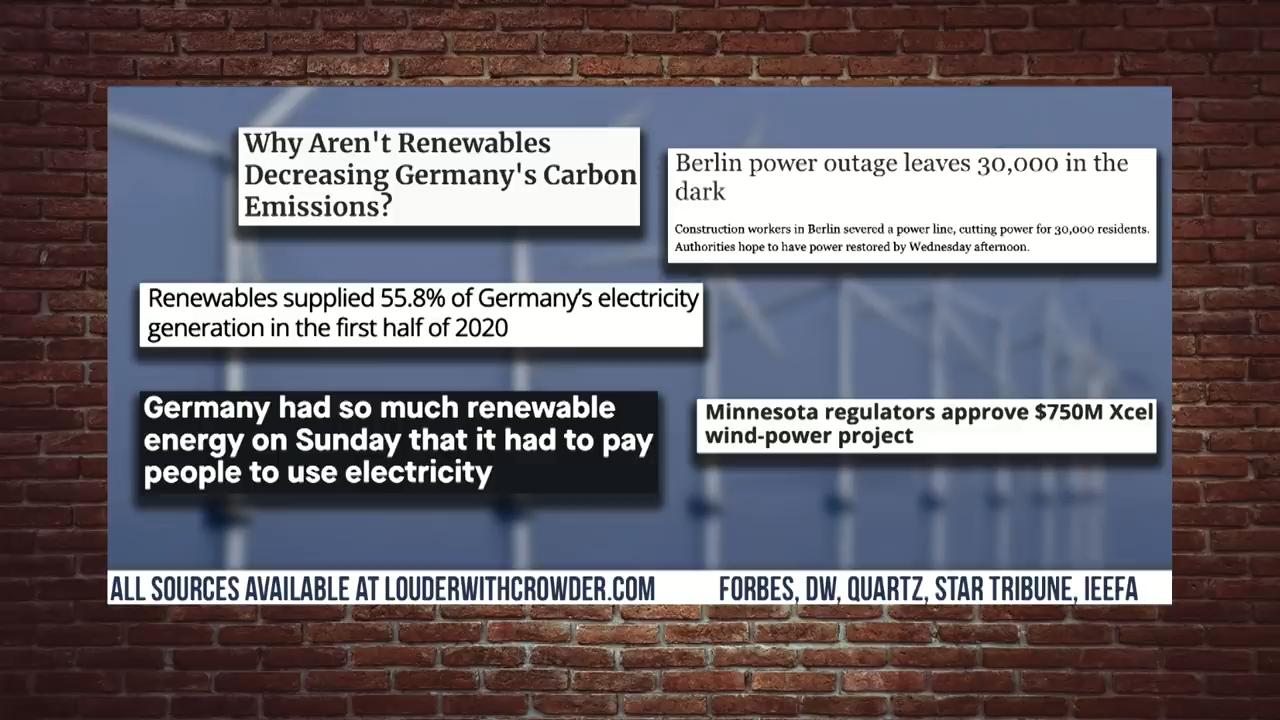 Why Aren't Renewables
Decreasing Germany's Carbon
Emissions?
Berlin power outage leaves 30,000 in the
dark
Construction workers in Berlin severed a power line, cutting power for 30,000 residents.
Authorities hope to have power restored by Wednesday afternoon.
Renewables supplied 55.8% of Germany’s electricity
generation in the first half of 2020
Germany had so much renewable
energy on Sunday that it had to pay
people to use electricity
Minnesota regulators approve $750M Xcel
wind-power project
ALL SOURCES AVAILABLE AT LOUDERWITHCROWDER.COM
FORBES, DW, QUARTZ, STAR TRIBUNE, IEEFA